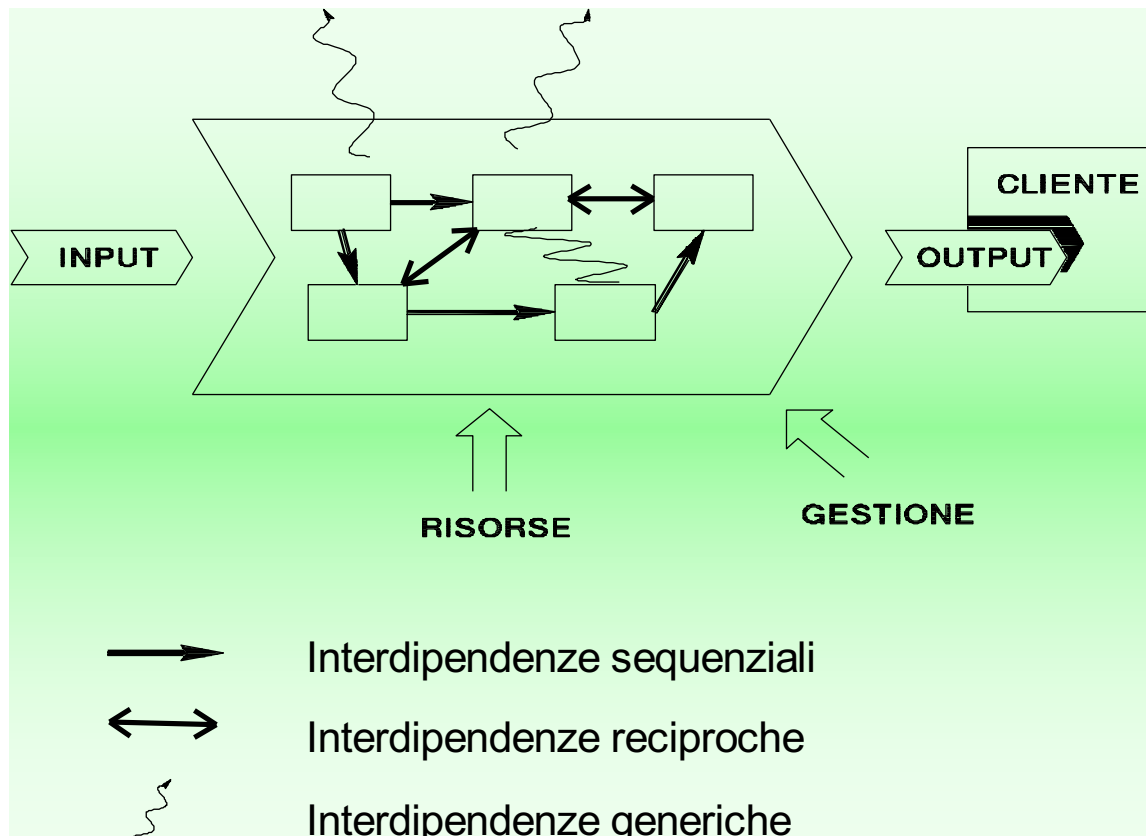 CLIENTE
INPUT
OUTPUT
RISORSE
GESTIONE
Interdipendenze sequenziali
Interdipendenze reciproche
Interdipendenze generiche